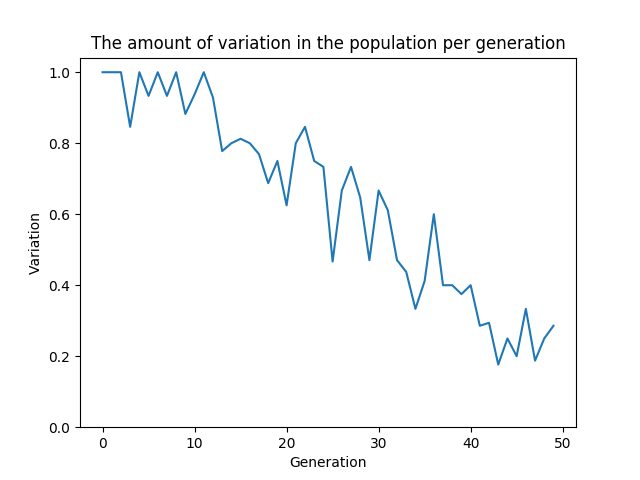 The amount of variation in the population per generation
1.0
0.8
0.6
0.4
0.2
0.0
Variation
0 10 20 30 40 50
Generation